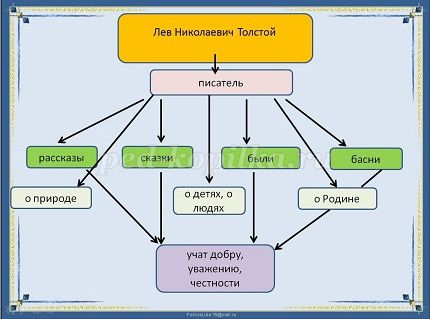 Лев Николаевич Толстой
писатель
рассказы
сказки
были
басни
о природе
о детях, о
людях
о Родине
учат добру,
уважению,
честности